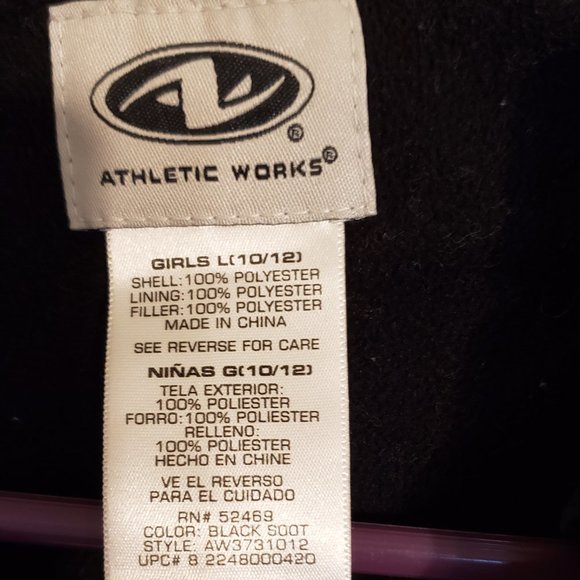 AW
®
ATHLETIC WORKS®
GIRLS L(10/12)
SHELL:100% POLYESTER
LINING:100% POLYESTER
FILLER:100% POLYESTER
MADE IN CHINA
SEE REVERSE FOR CARE
NIÑAS G(10/12)
TELA EXTERIOR:
100% POLIESTER
FORRO:100% POLIESTER
RELLENO:
100% POLIESTER
HECHO EN CHINE
VE EL REVERSO
PARA EL CUIDADO
RN# 52469
COLOR: BLACK SOOT
STYLE: AW3731012
UPC# 8 2248000420